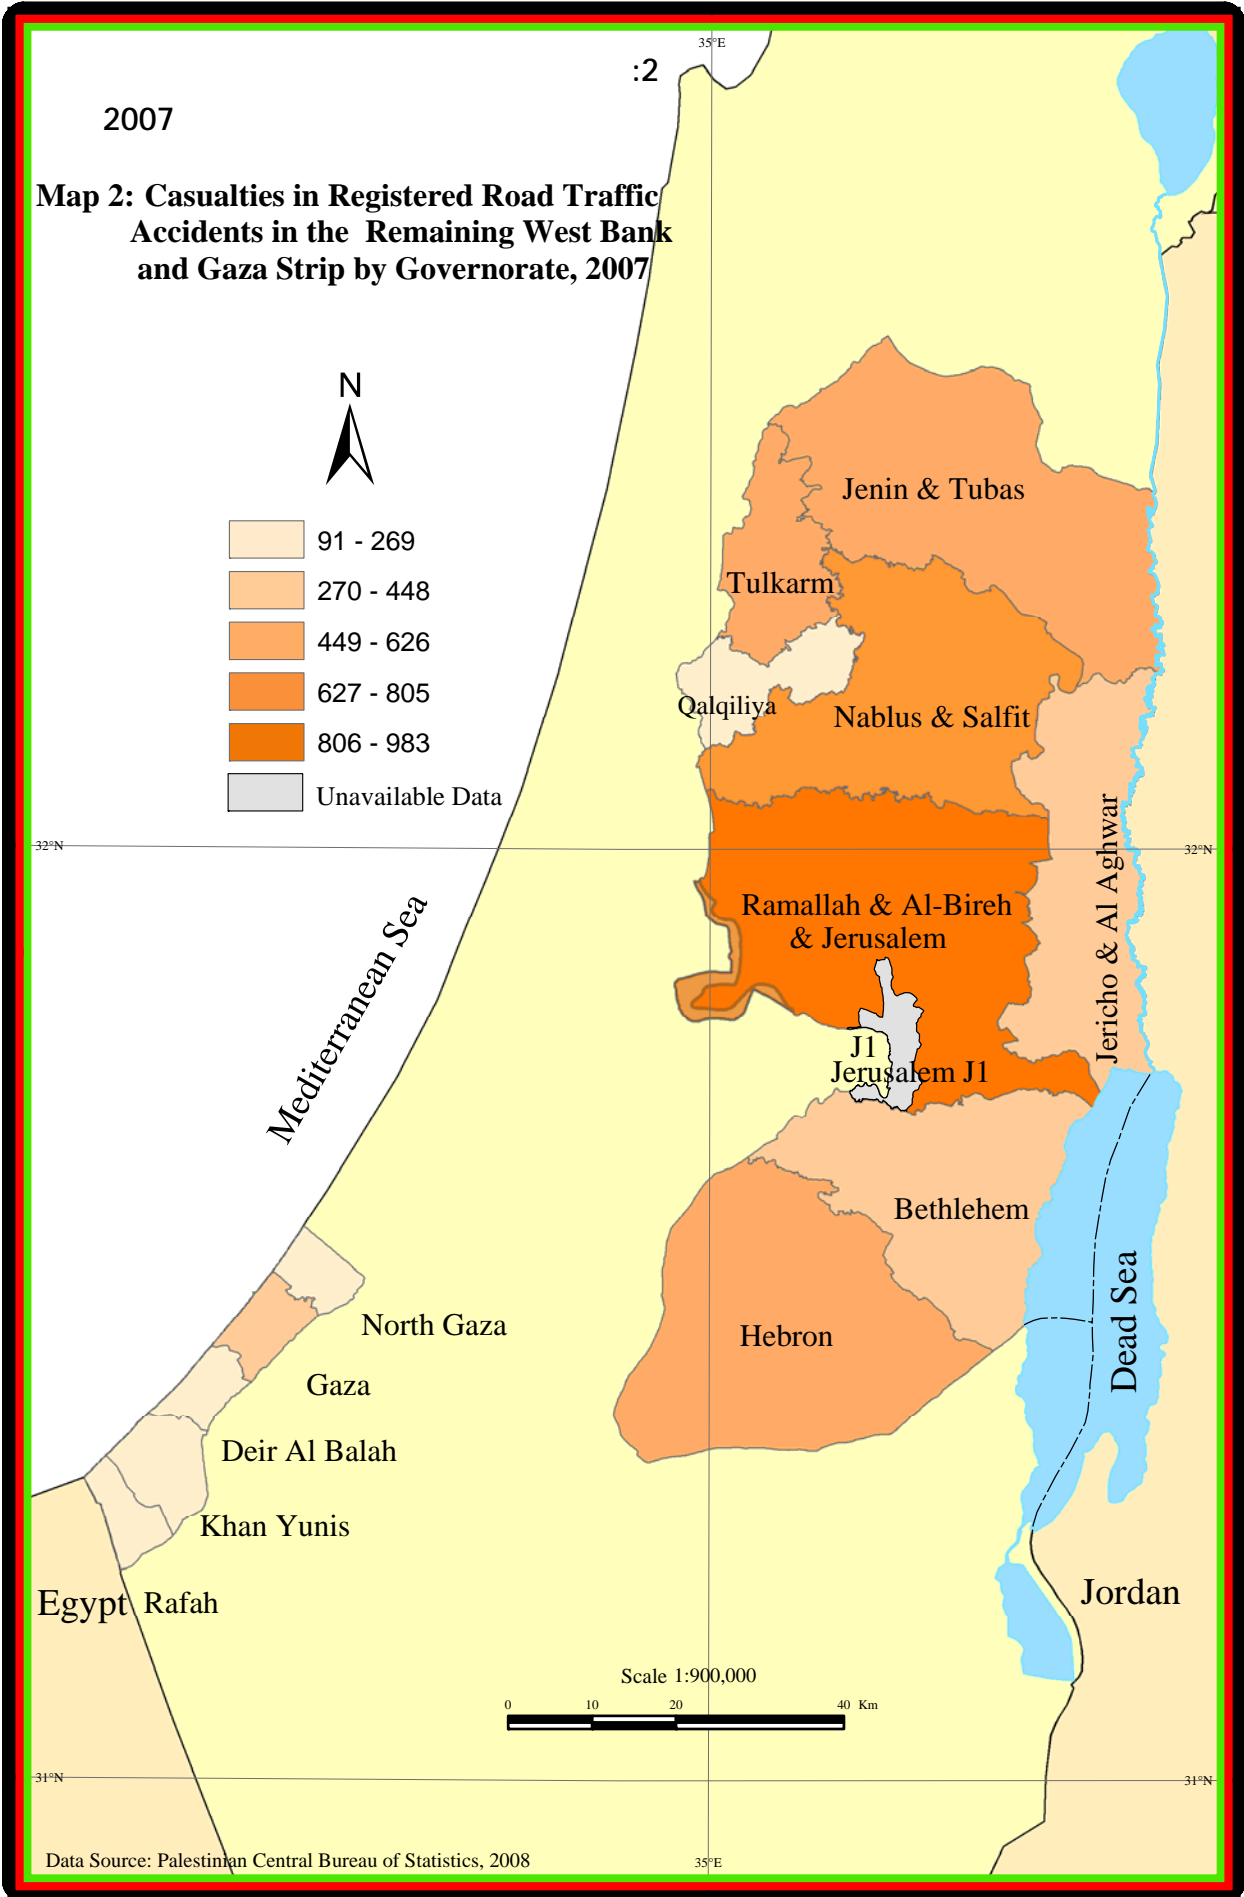 35°E
:2
2007
Map 2: Casualties in Registered Road Traffic
Accidents in the Remaining West Bank
and Gaza Strip by Governorate, 2007
N
91 - 269
270 - 448
449 - 626
627 - 805
806 - 983
Unavailable Data
Jenin & Tubas
Tulkarm
Qalqiliya
Nablus & Salfit
32°N
32°N
Jericho & Al Aghwar
Ramallah & Al-Bireh
& Jerusalem
Mediterranean Sea
J1
Jerusalem J1
Bethlehem
Dead Sea
Hebron
North Gaza
Gaza
Deir Al Balah
Khan Yunis
Egypt
Rafah
Jordan
Scale 1:900,000
0 10 20 40 Km
31°N
31°N
Data Source: Palestinian Central Bureau of Statistics, 2008
35°E